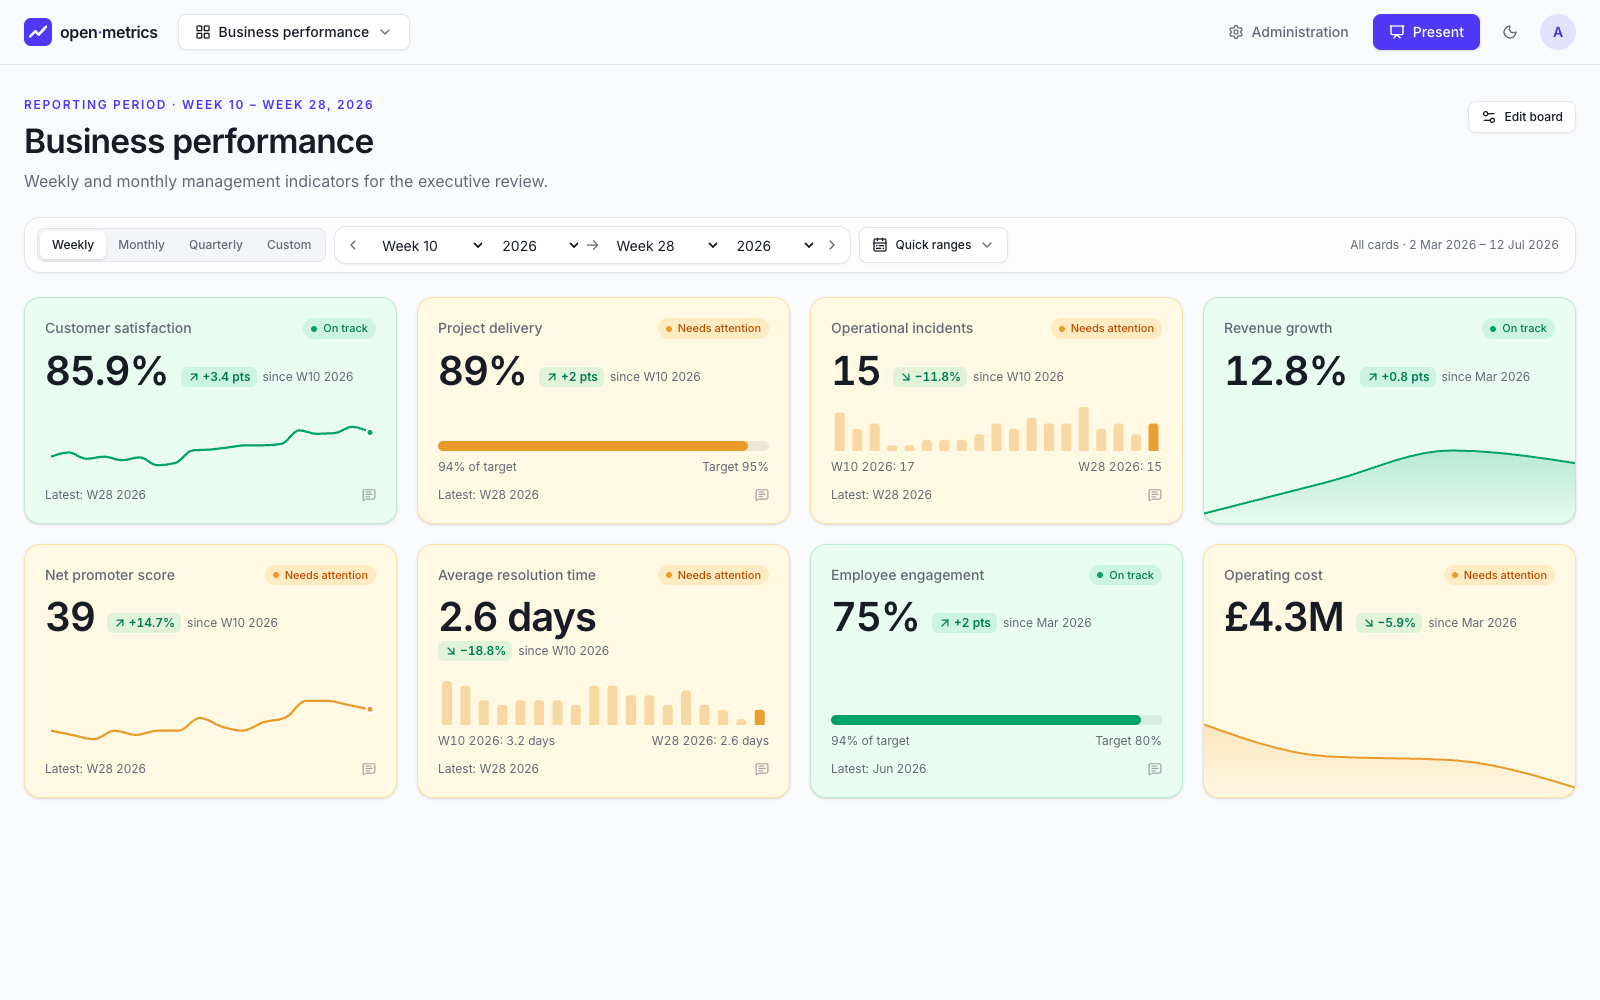 open·metrics
Business performance
Administration
Present
A
REPORTING PERIOD · WEEK 10 – WEEK 28, 2026
Business performance
Weekly and monthly management indicators for the executive review.
Edit board
Weekly Monthly Quarterly Custom
Week 10 2026 → Week 28 2026
Quick ranges
All cards · 2 Mar 2026 – 12 Jul 2026
Customer satisfaction
On track
85.9% +3.4 pts since W10 2026
Latest: W28 2026
Project delivery
Needs attention
89% +2 pts since W10 2026
94% of target Target 95%
Latest: W28 2026
Operational incidents
Needs attention
15 −11.8% since W10 2026
W10 2026: 17 W28 2026: 15
Latest: W28 2026
Revenue growth
On track
12.8% +0.8 pts since Mar 2026
Net promoter score
Needs attention
39 +14.7% since W10 2026
Latest: W28 2026
Average resolution time
Needs attention
2.6 days
−18.8% since W10 2026
W10 2026: 3.2 days W28 2026: 2.6 days
Latest: W28 2026
Employee engagement
On track
75% +2 pts since Mar 2026
94% of target Target 80%
Latest: Jun 2026
Operating cost
Needs attention
£4.3M −5.9% since Mar 2026